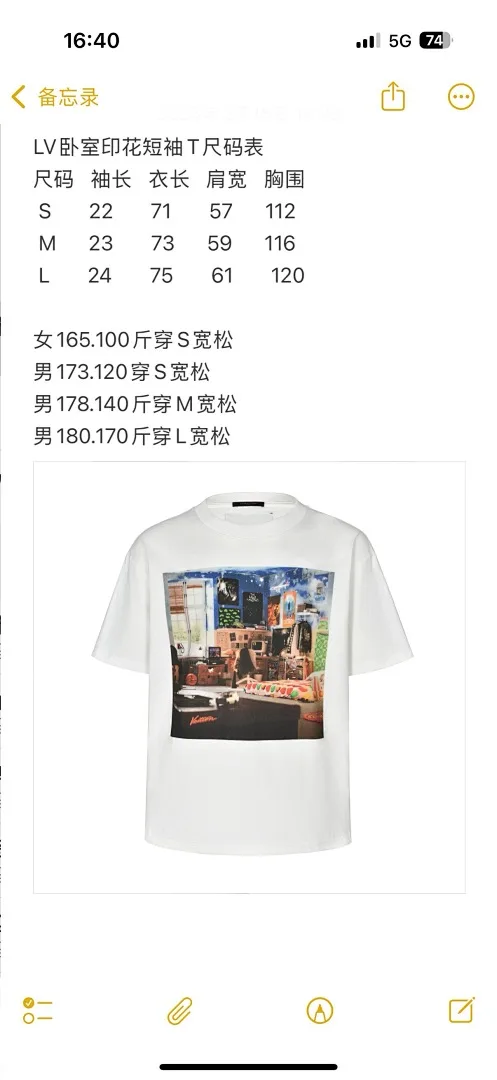 16:40
5G 74
备忘录
LV卧室印花短袖T尺码表
尺码 袖长 衣长 肩宽 胸围
S 22 71 57 112
M 23 73 59 116
L 24 75 61 120
女165.100斤穿S宽松
男173.120穿S宽松
男178.140斤穿M宽松
男180.170斤穿L宽松